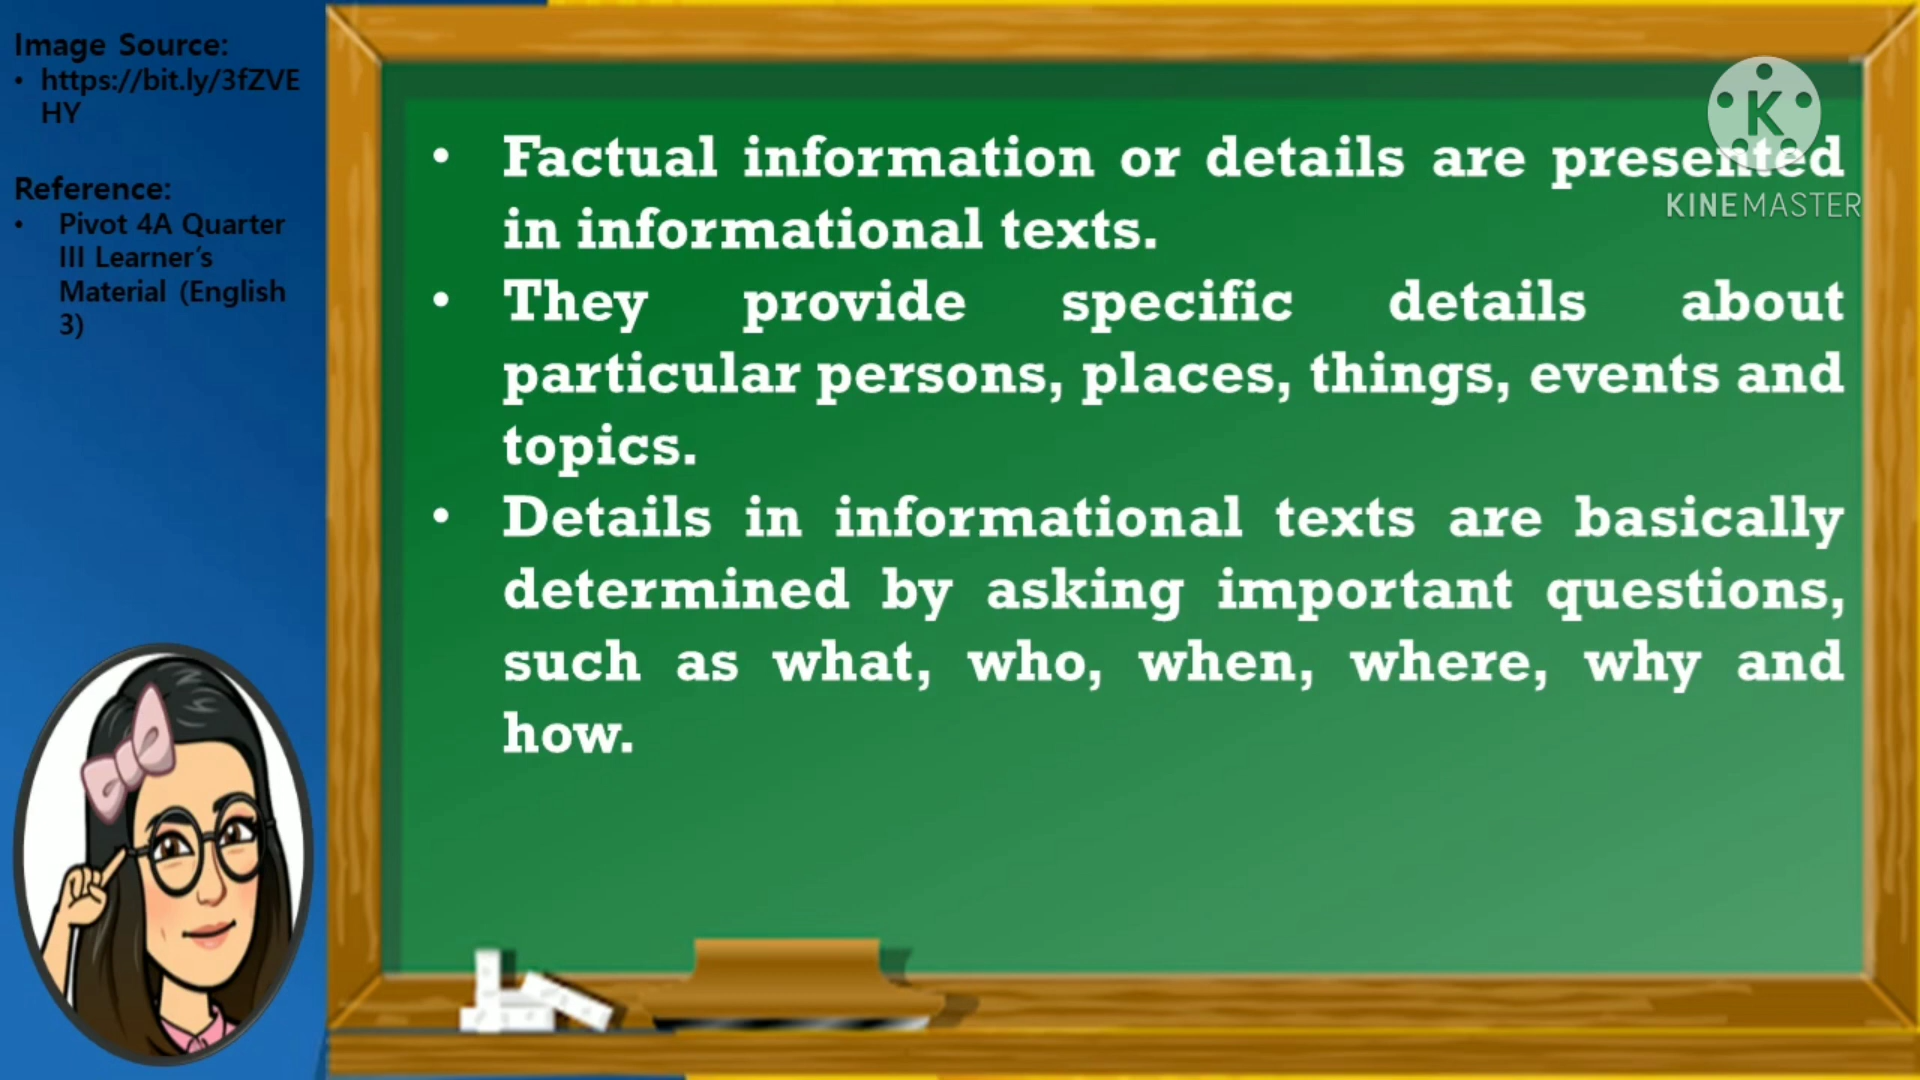 Image Source:
• https://bit.ly/3fZVE
HY
Reference:
• Pivot 4A Quarter
III Learner's
Material (English
3)
• Factual information or details are presented
in informational texts.
• They provide specific details about
particular persons, places, things, events and
topics.
• Details in informational texts are basically
determined by asking important questions,
such as what, who, when, where, why and
how.
K
KINEMASTER